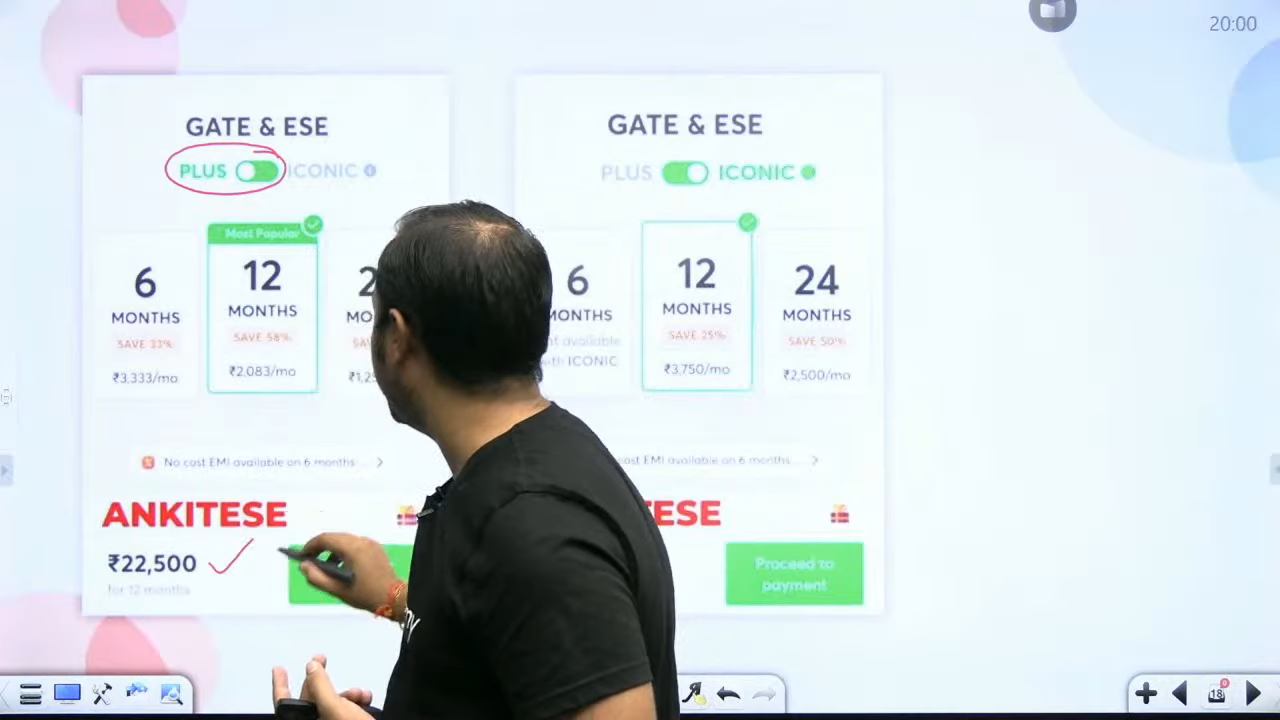 20:00
GATE & ESE
PLUS ICONIC
6
MONTHS
SAVE 33%
₹3,333/mo
Most Popular
12
MONTHS
SAVE 58%
₹2,083/mo
No cost EMI available on 6 months
ANKITESE
₹22,500
for 12 months
GATE & ESE
PLUS ICONIC
6
MONTHS
available
ICONIC
12
MONTHS
SAVE 25%
₹3,750/mo
24
MONTHS
SAVE 50%
₹2,500/mo
EMI available on 6 months
ESE
Proceed to
payment
18